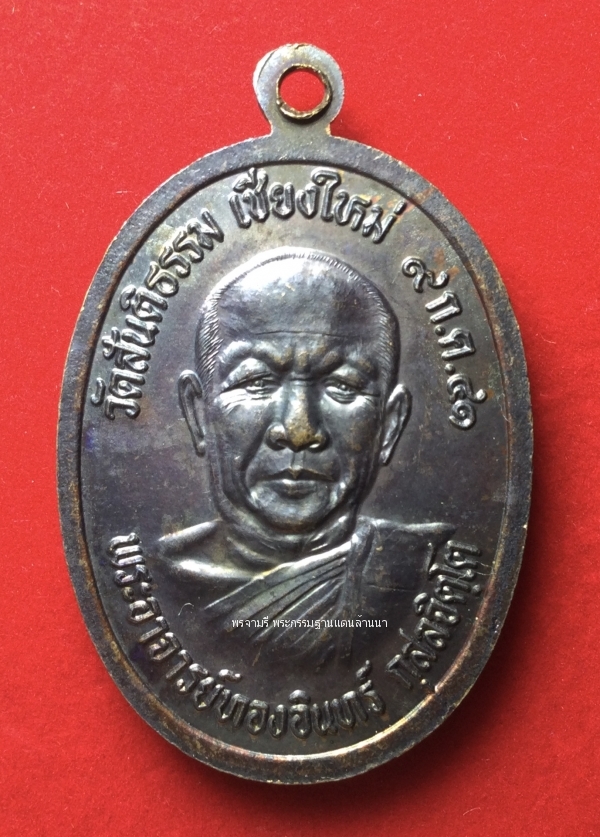 วัดสันติธรรม เชียงใหม่ ๙ ก.ค.๔๑
พรจามรี พระกรรมฐานแดนล้านนา
พระอาจารย์ทองอินทร์ กุสลจิตฺโต